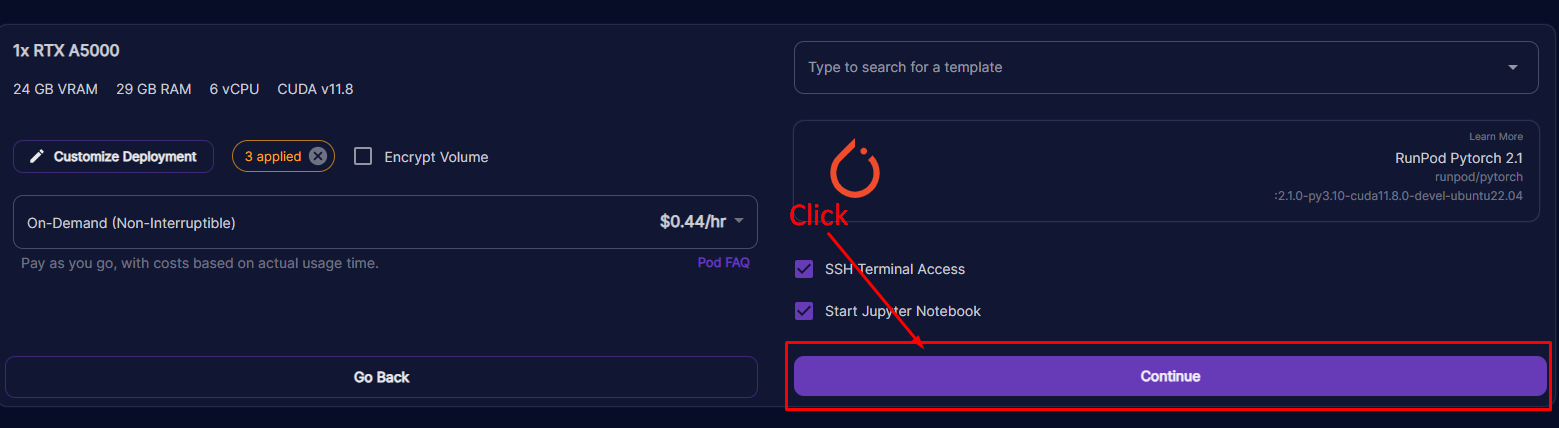 1x RTX A5000
24 GB VRAM 29 GB RAM 6 vCPU CUDA v11.8
Customize Deployment 3 applied Encrypt Volume
On-Demand (Non-Interruptible) $0.44/hr
Pay as you go, with costs based on actual usage time. Pod FAQ
Go Back
Type to search for a template
Learn More
RunPod Pytorch 2.1
runpod/pytorch
:2.1.0-py3.10-cuda11.8.0-devel-ubuntu22.04
Click
SSH Terminal Access
Start Jupyter Notebook
Continue